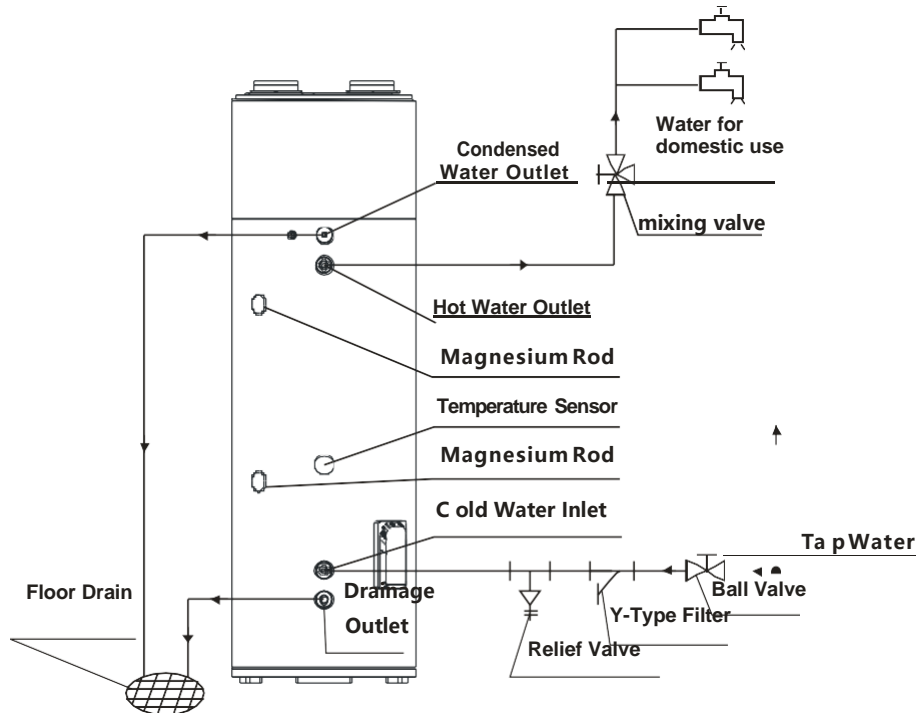 Water for
domestic use
Condensed
Water Outlet
mixing valve
Hot Water Outlet
Magnesium Rod
Temperature Sensor
Magnesium Rod
C old Water Inlet
Ta pWater
Floor Drain
Drainage
Outlet
Ball Valve
Y-Type Filter
Relief Valve